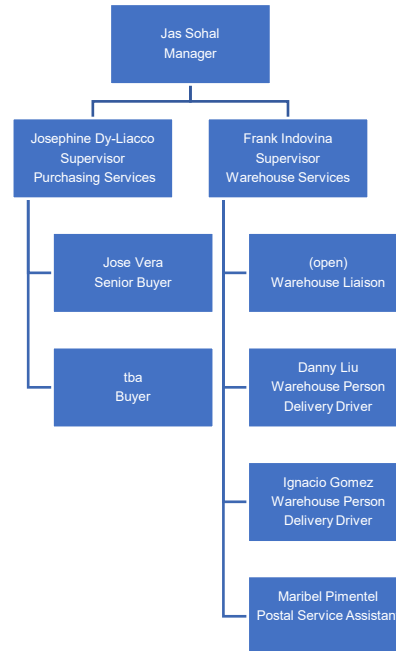 Jas Sohal
Manager
Josephine Dy-Liacco
Supervisor
Purchasing Services
Frank Indovina
Supervisor
Warehouse Services
Jose Vera
Senior Buyer
tba
Buyer
(open)
Warehouse Liaison
Danny Liu
Warehouse Person
Delivery Driver
Ignacio Gomez
Warehouse Person
Delivery Driver
Maribel Pimentel
Postal Service Assistan